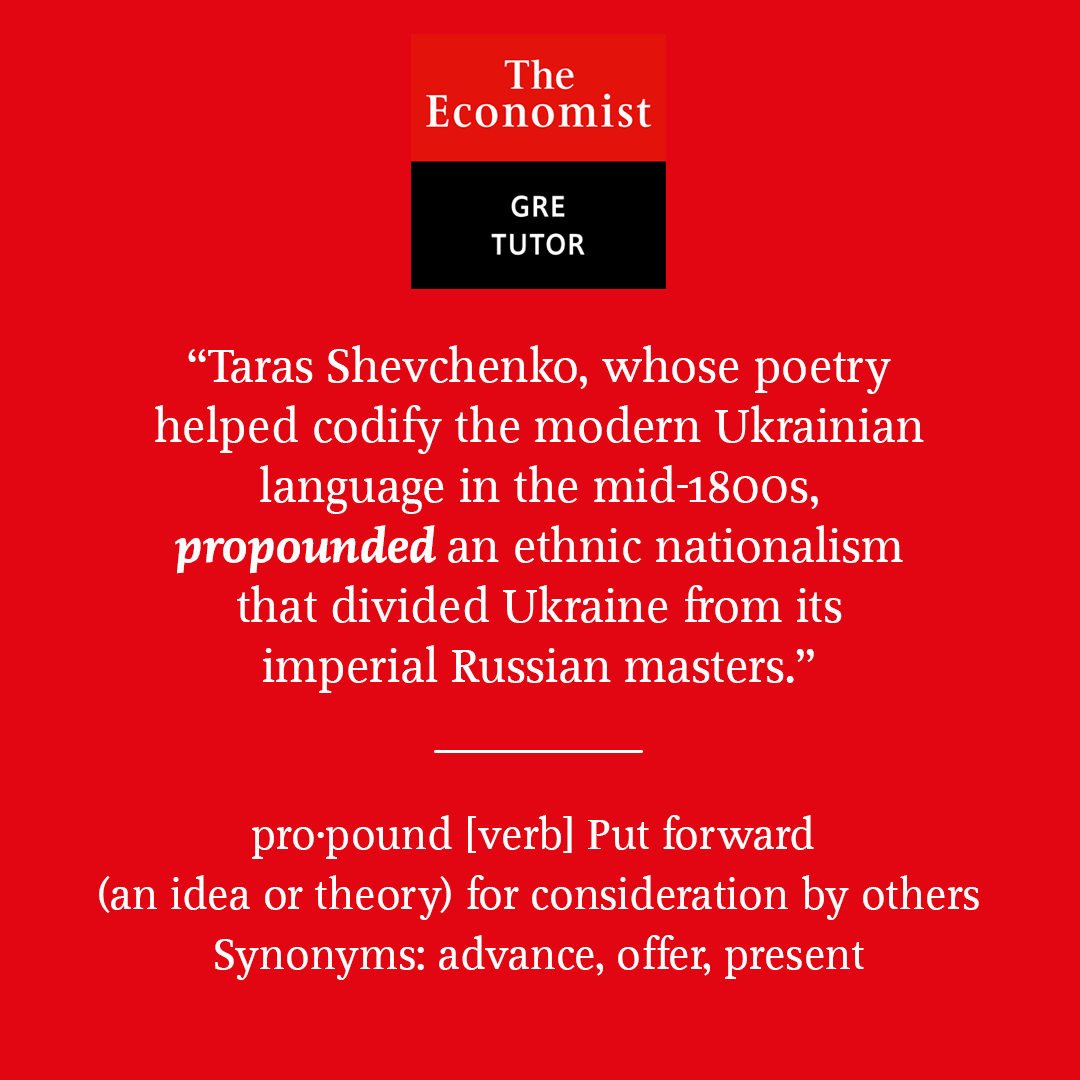 The
Economist
GRE
TUTOR
“Taras Shevchenko, whose poetry
helped codify the modern Ukrainian
language in the mid-1800s,
propounded an ethnic nationalism
that divided Ukraine from its
imperial Russian masters.”
pro·pound [verb] Put forward
(an idea or theory) for consideration by others
Synonyms: advance, offer, present